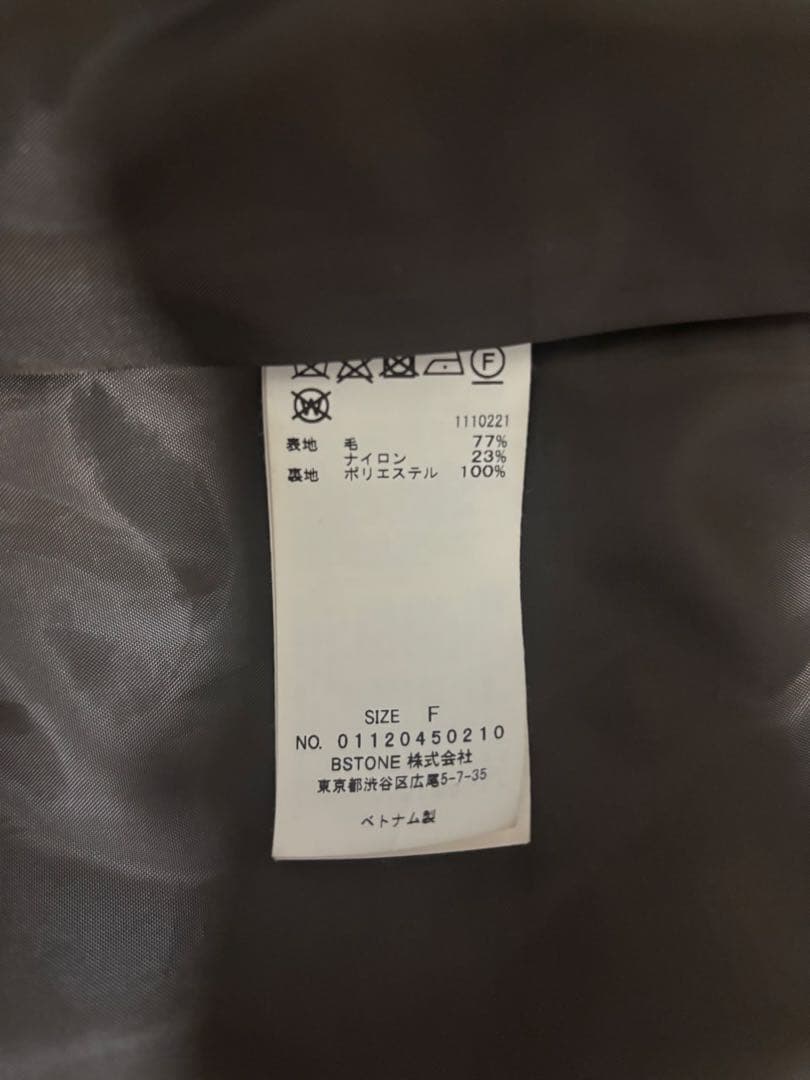 F
W
1110221
表地 毛 77%
ナイロン 23%
裏地 ポリエステル 100%
SIZE F
NO. 01120450210
BSTONE 株式会社
東京都渋谷区広尾5-7-35
ベトナム製